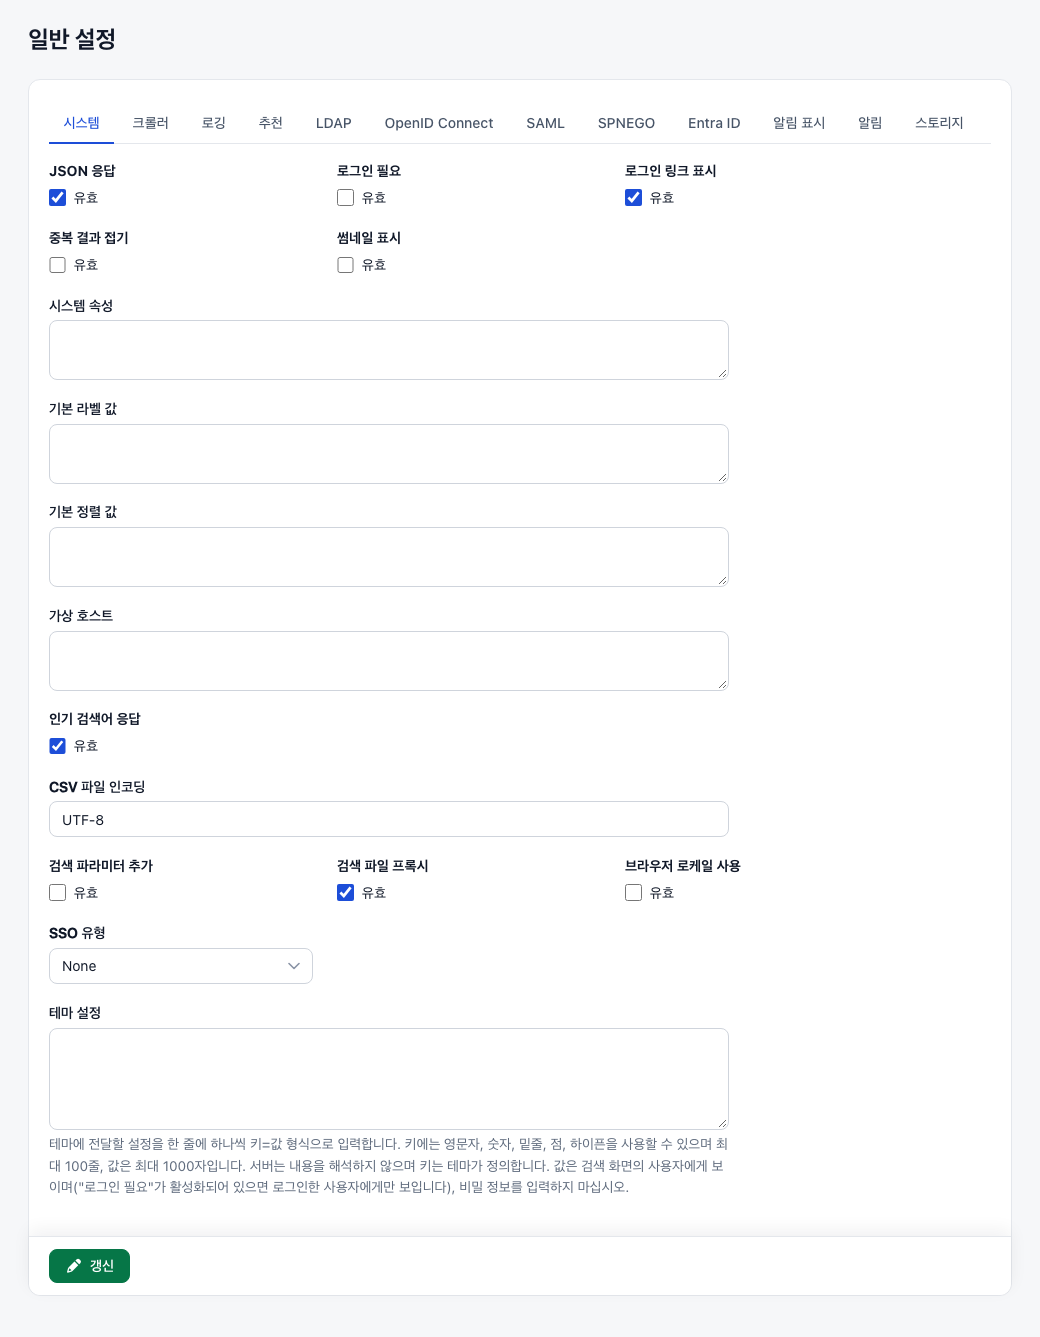 일반 설정
시스템 크롤러 로깅 추천 LDAP OpenID Connect SAML SPNEGO Entra ID 알림 표시 알림 스토리지
JSON 응답 로그인 필요 로그인 링크 표시
유효 유효 유효
중복 결과 접기 썸네일 표시
유효 유효
시스템 속성
기본 라벨 값
기본 정렬 값
가상 호스트
인기 검색어 응답
유효
CSV 파일 인코딩
UTF-8
검색 파라미터 추가 검색 파일 프록시 브라우저 로케일 사용
유효 유효 유효
SSO 유형
None
테마 설정
테마에 전달할 설정을 한 줄에 하나씩 키=값 형식으로 입력합니다. 키에는 영문자, 숫자, 밑줄, 점, 하이픈을 사용할 수 있으며 최
대 100줄, 값은 최대 1000자입니다. 서버는 내용을 해석하지 않으며 키는 테마가 정의합니다. 값은 검색 화면의 사용자에게 보
이며("로그인 필요"가 활성화되어 있으면 로그인한 사용자에게만 보입니다), 비밀 정보를 입력하지 마십시오.
갱신